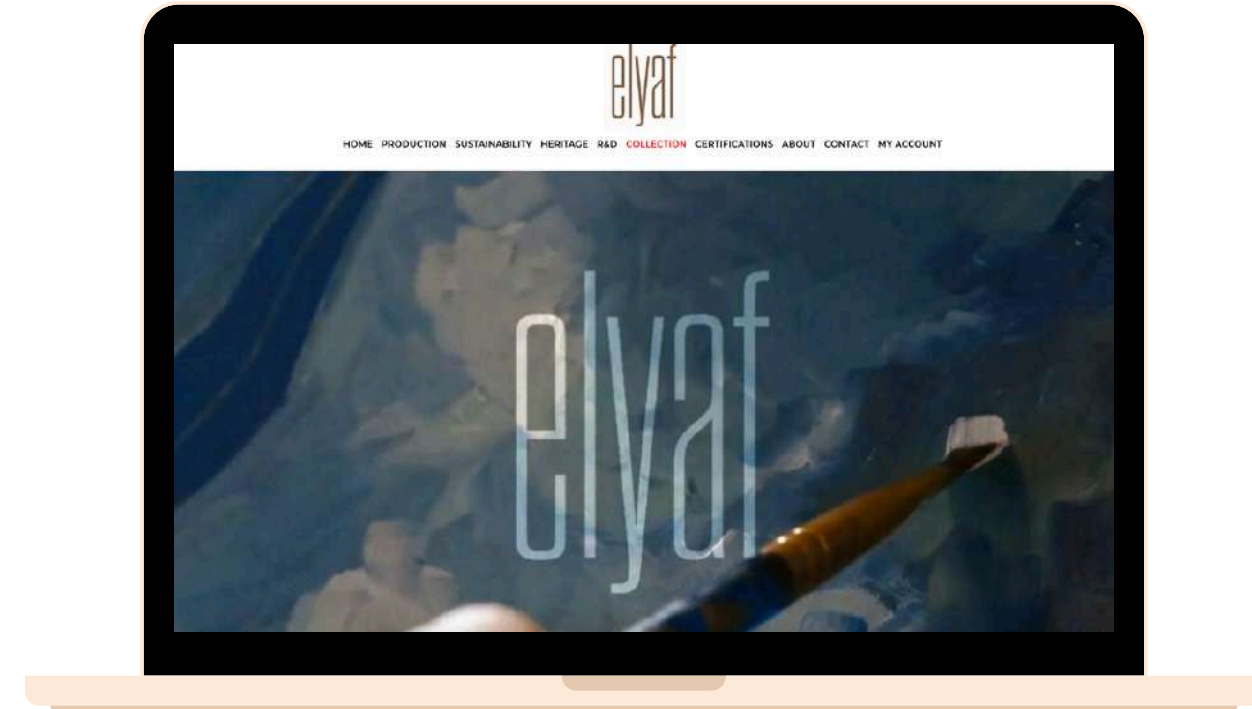 elyaf
HOME PRODUCTION SUSTAINABILITY HERITAGE R&D COLLECTION CERTIFICATIONS ABOUT CONTACT MY ACCOUNT
elyaf